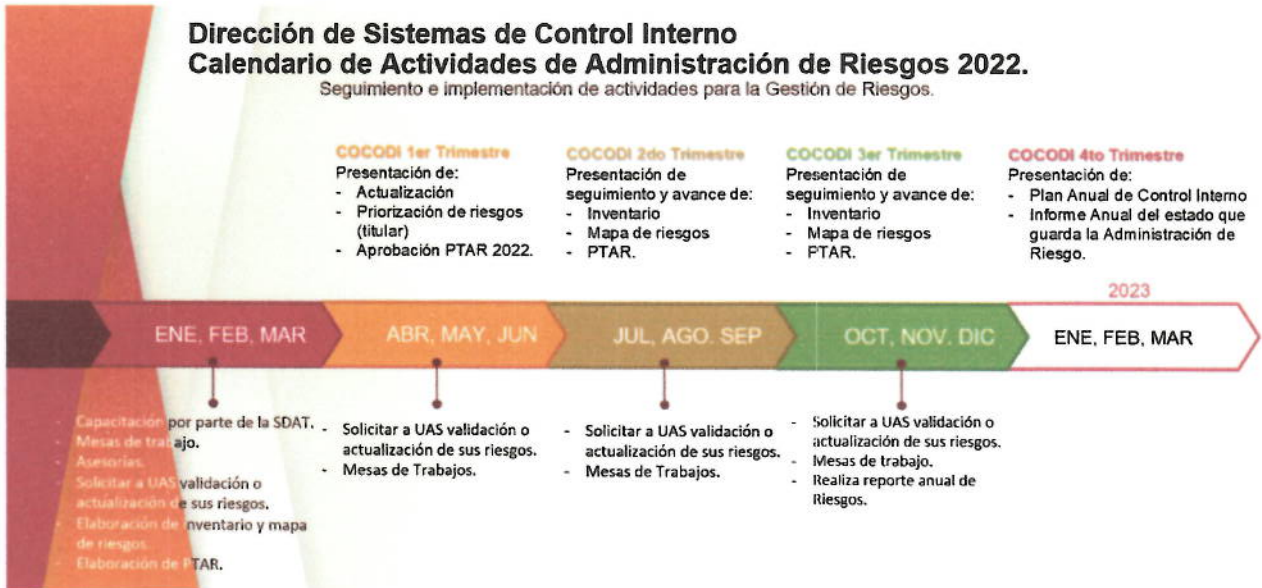 Dirección de Sistemas de Control Interno
Calendario de Actividades de Administración de Riesgos 2022.
Seguimiento e implementación de actividades para la Gestión de Riesgos.
COCODI 1er Trimestre
Presentación de:
- Actualización
- Priorización de riesgos
(titular)
- Aprobación PTAR 2022.
COCODI 2do Trimestre
Presentación de
seguimiento y avance de:
- Inventario
- Mapa de riesgos
- PTAR.
COCODI 3er Trimestre
Presentación de
seguimiento y avance de:
- Inventario
- Mapa de riesgos
- PTAR.
COCODI 4to Trimestre
Presentación de:
- Plan Anual de Control Interno
- Informe Anual del estado que
guarda la Administración de
Riesgo.
2023
ENE, FEB, MAR
ABR, MAY, JUN
JUL, AGO. SEP
OCT, NOV. DIC
ENE, FEB, MAR
- Capacitación por parte de la SDAT.
- Mesas de trabajo.
- Asesorías.
- Solicitar a UAS validación o
actualización de sus riesgos.
- Elaboración de inventario y mapa
de riesgos.
- Elaboración de PTAR.
- Solicitar a UAS validación o
actualización de sus riesgos.
- Mesas de Trabajos.
- Solicitar a UAS validación o
actualización de sus riesgos.
- Mesas de Trabajos.
- Solicitar a UAS validación o
actualización de sus riesgos.
- Mesas de trabajo.
- Realiza reporte anual de
Riesgos.